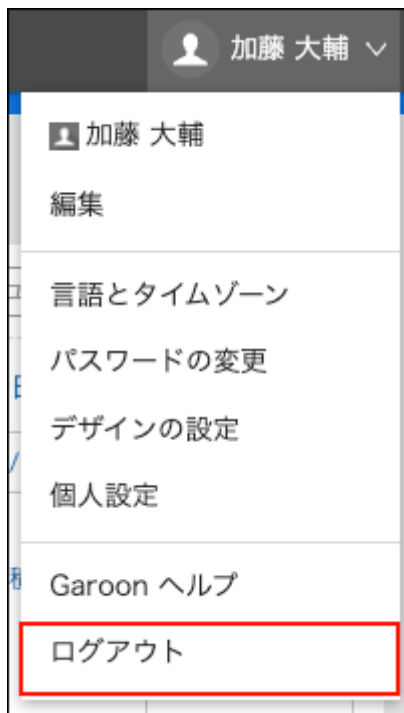 加藤 大輔
加藤 大輔
編集
言語とタイムゾーン
パスワードの変更
デザインの設定
個人設定
Garoon ヘルプ
ログアウト